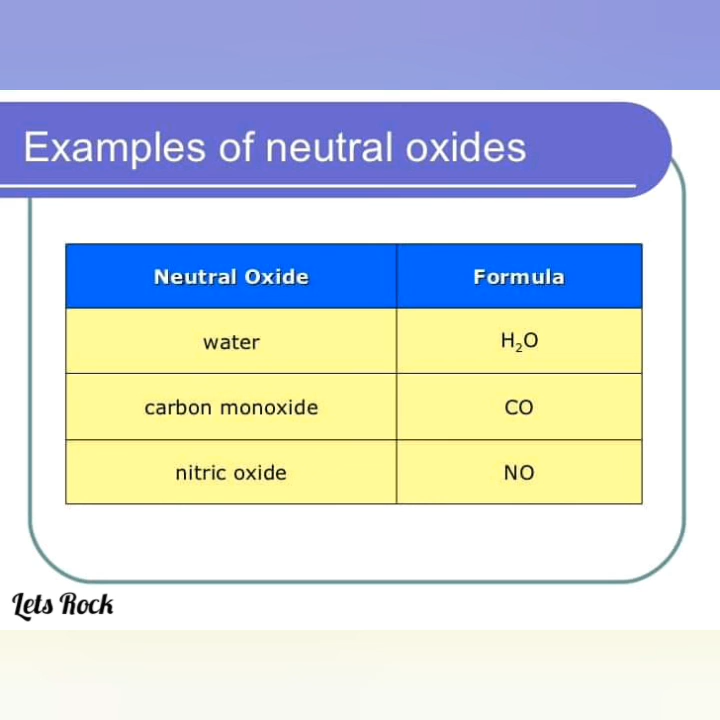 Examples of neutral oxides
Neutral Oxide Formula
water H₂O
carbon monoxide CO
nitric oxide NO
Lets Rock